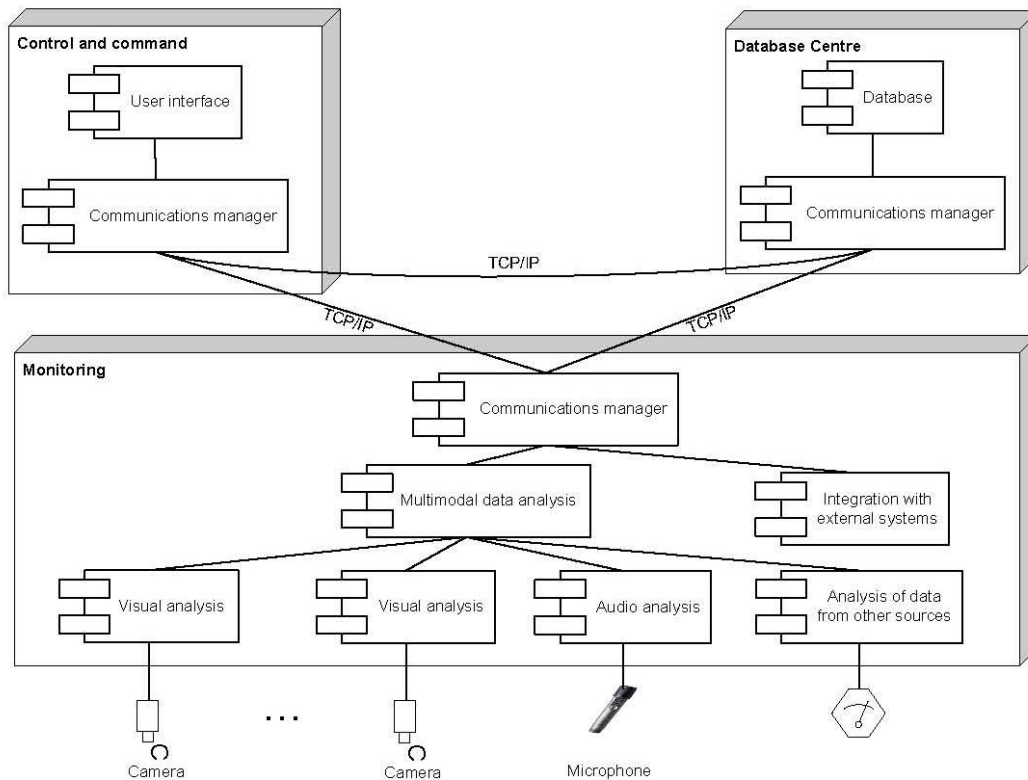 Control and command
User interface
Communications manager
Database Centre
Database
Communications manager
TCP/IP
TCP/IP
TCP/IP
Monitoring
Communications manager
Multimodal data analysis
Integration with
external systems
Visual analysis
Visual analysis
Audio analysis
Analysis of data
from other sources
...
Camera
Camera
Microphone